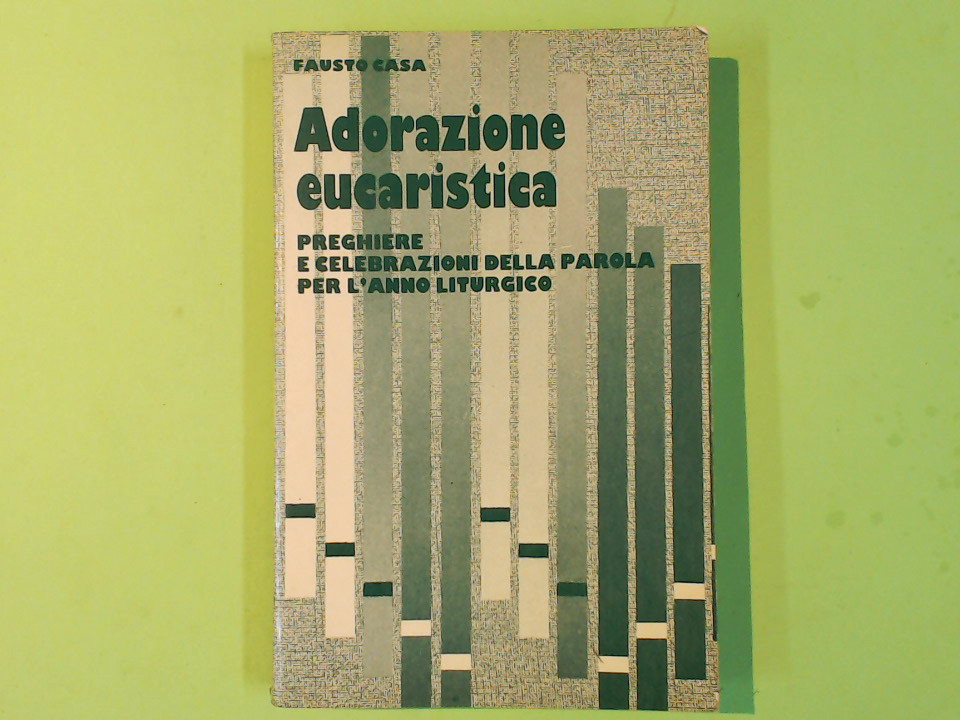 FAUSTO CASA
Adorazione
eucaristica
PREGHIERE
E CELEBRAZIONI DELLA PAROLA
PER L'ANNO LITURGICO